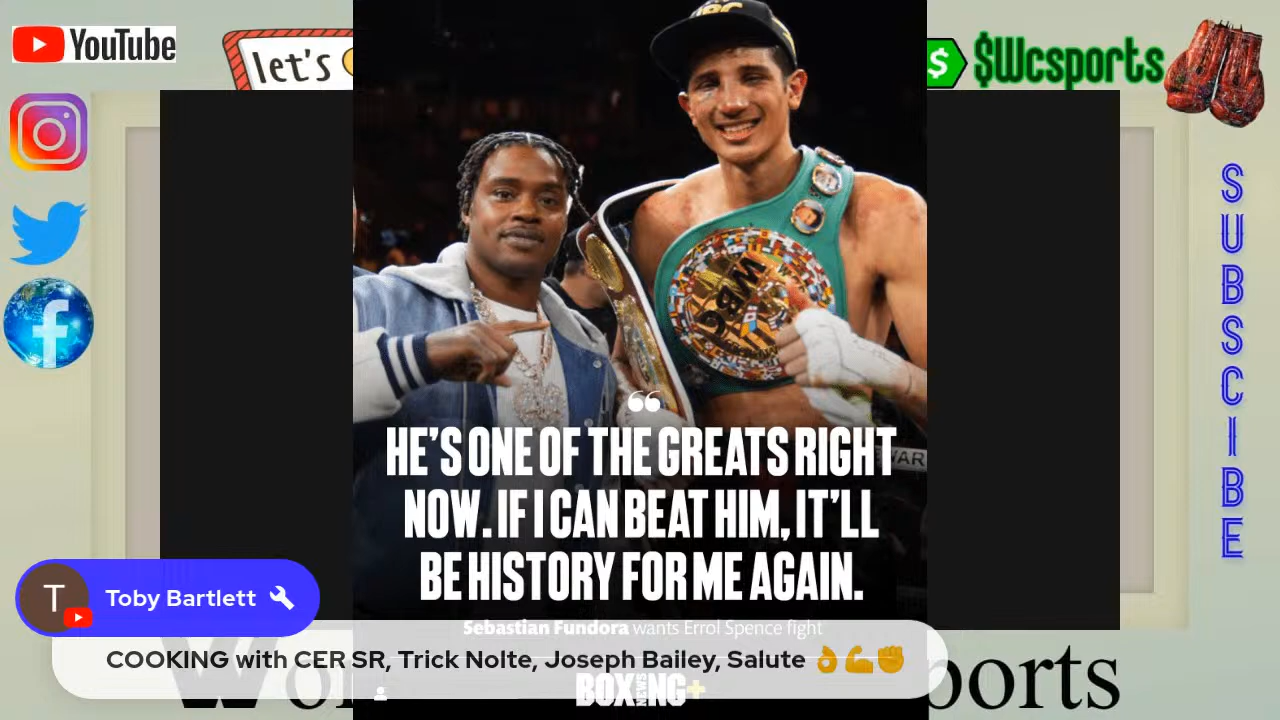 YouTube
let's
$Wcsports
WBC
HE'S ONE OF THE GREATS RIGHT
NOW. IF I CAN BEAT HIM, IT'LL
BE HISTORY FOR ME AGAIN.
Sebastian Fundora wants Errol Spence fight
T
Toby Bartlett
COOKING with CER SR, Trick Nolte, Joseph Bailey, Salute 👌💪✊
BOXING+
NEWS
SUBSCIBE